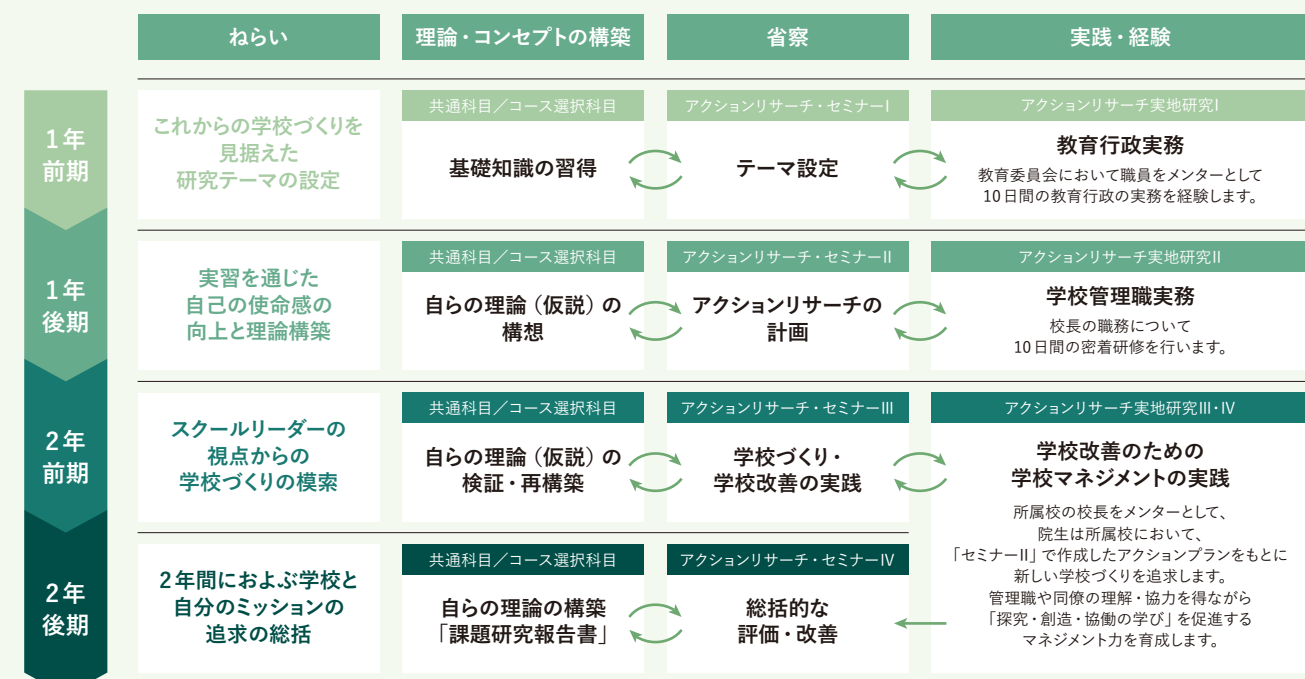 ねらい
理論・コンセプトの構築
省察
実践・経験
1年
前期
これからの学校づくりを
見据えた
研究テーマの設定
共通科目／コース選択科目
基礎知識の習得
アクションリサーチ・セミナーI
テーマ設定
アクションリサーチ実地研究I
教育行政実務
教育委員会において職員をメンターとして
10日間の教育行政の実務を経験します。
1年
後期
実習を通じた
自己の使命感の
向上と理論構築
共通科目／コース選択科目
自らの理論（仮説）の
構想
アクションリサーチ・セミナーII
アクションリサーチの
計画
アクションリサーチ実地研究II
学校管理職実務
校長の職務について
10日間の密着研修を行います。
2年
前期
スクールリーダーの
視点からの
学校づくりの模索
共通科目／コース選択科目
自らの理論（仮説）の
検証・再構築
アクションリサーチ・セミナーIII
学校づくり・
学校改善の実践
アクションリサーチ実地研究III・IV
学校改善のための
学校マネジメントの実践
所属校の校長をメンターとして、
院生は所属校において、
「セミナーII」で作成したアクションプランをもとに
新しい学校づくりを追求します。
管理職や同僚の理解・協力を得ながら
「探究・創造・協働の学び」を促進する
マネジメント力を育成します。
2年
後期
2年間におよぶ学校と
自分のミッションの
追求の総括
共通科目／コース選択科目
自らの理論の構築
「課題研究報告書」
アクションリサーチ・セミナーIV
総括的な
評価・改善